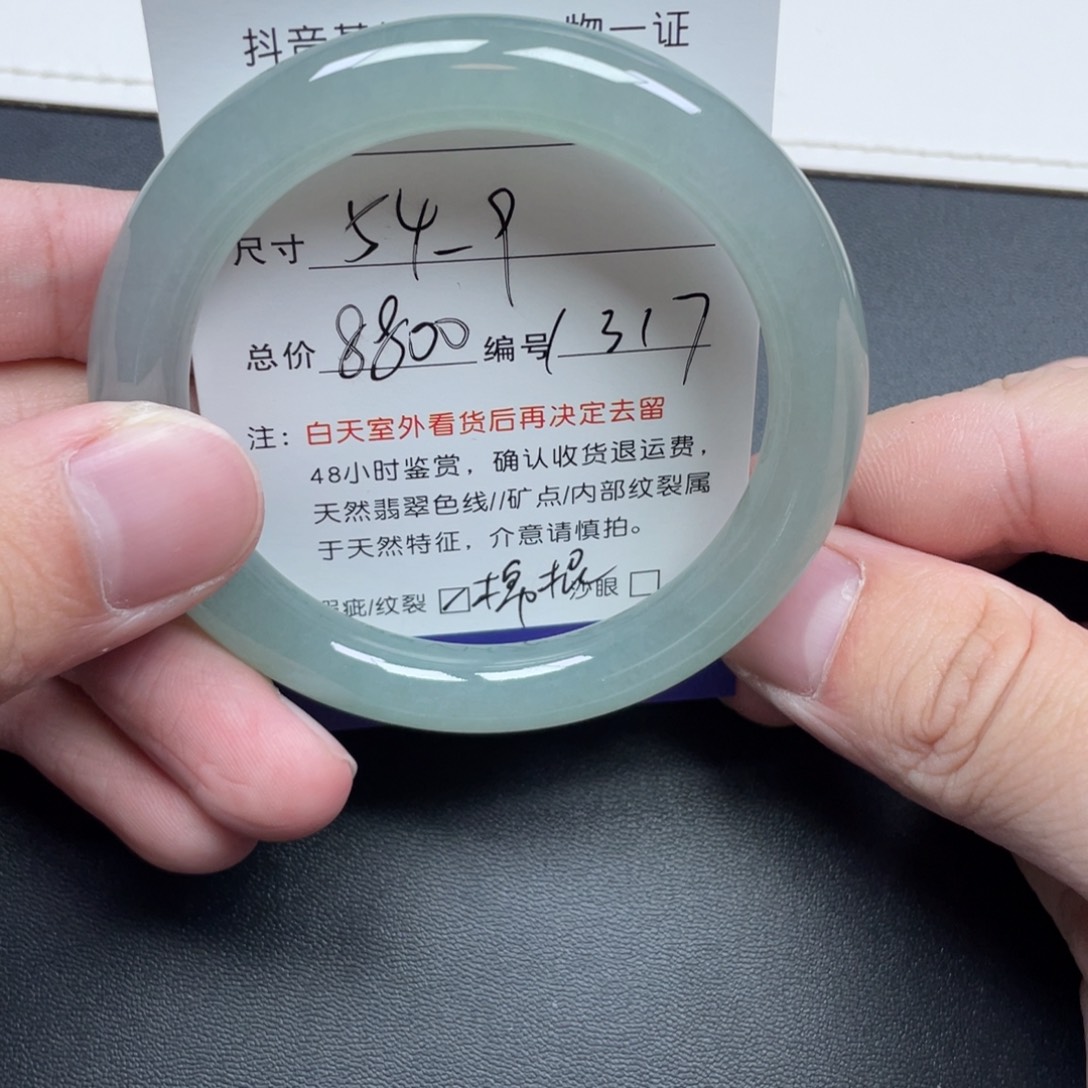 抖音 物一证
尺寸 54-9
总价 8800 编号 1317
注：白天室外看货后再决定去留
48小时鉴赏，确认收货退运费，
天然翡翠色线//矿点/内部纹裂属
于天然特征，介意请慎拍。
瑕疵/纹裂 ☑ 棉 眼 □